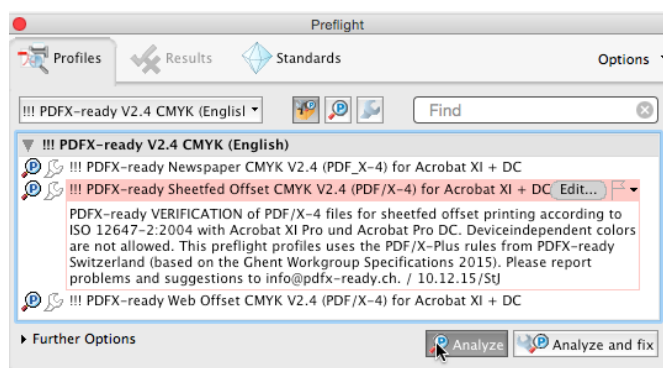 Preflight
Profiles
Results
Standards
Options
!!! PDFX-ready V2.4 CMYK (Englisl
Find
!!! PDFX-ready V2.4 CMYK (English)
!!! PDFX-ready Newspaper CMYK V2.4 (PDF_X-4) for Acrobat XI + DC
!!! PDFX-ready Sheetfed Offset CMYK V2.4 (PDF/X-4) for Acrobat XI + DC Edit...
PDFX-ready VERIFICATION of PDF/X-4 files for sheetfed offset printing according to
ISO 12647-2:2004 with Acrobat XI Pro und Acrobat Pro DC. Deviceindependent colors
are not allowed. This preflight profiles uses the PDF/X-Plus rules from PDFX-ready
Switzerland (based on the Ghent Workgroup Specifications 2015). Please report
problems and suggestions to info@pdfx-ready.ch. / 10.12.15/StJ
!!! PDFX-ready Web Offset CMYK V2.4 (PDF/X-4) for Acrobat XI + DC
Further Options
Analyze
Analyze and fix